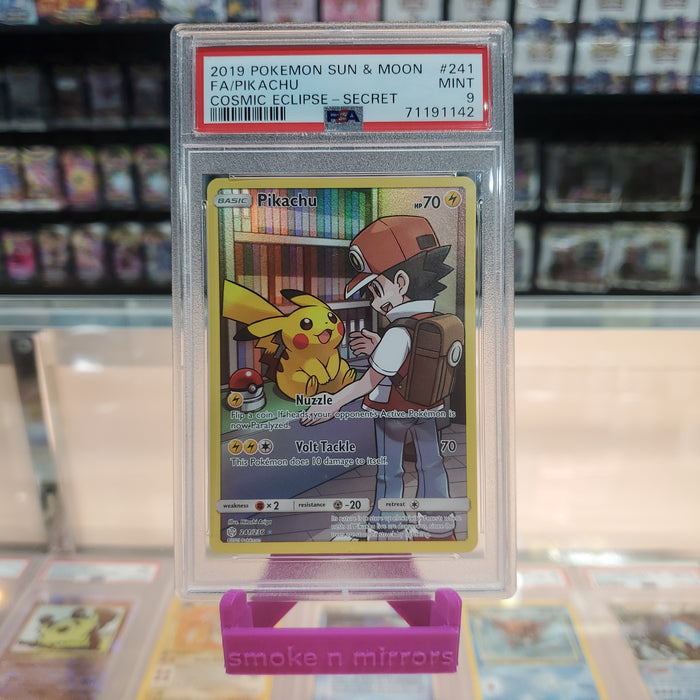 2019 POKEMON SUN & MOON #241
FA/PIKACHU MINT
COSMIC ECLIPSE – SECRET 9
PSA 71191142
BASIC Pikachu HP70
Nuzzle
Flip a coin. If heads, your opponent's Active Pokémon is
now Paralyzed.
Volt Tackle 70
This Pokémon does 10 damage to itself.
weakness ×2 resistance -20 retreat
241/236
smoke n mirrors